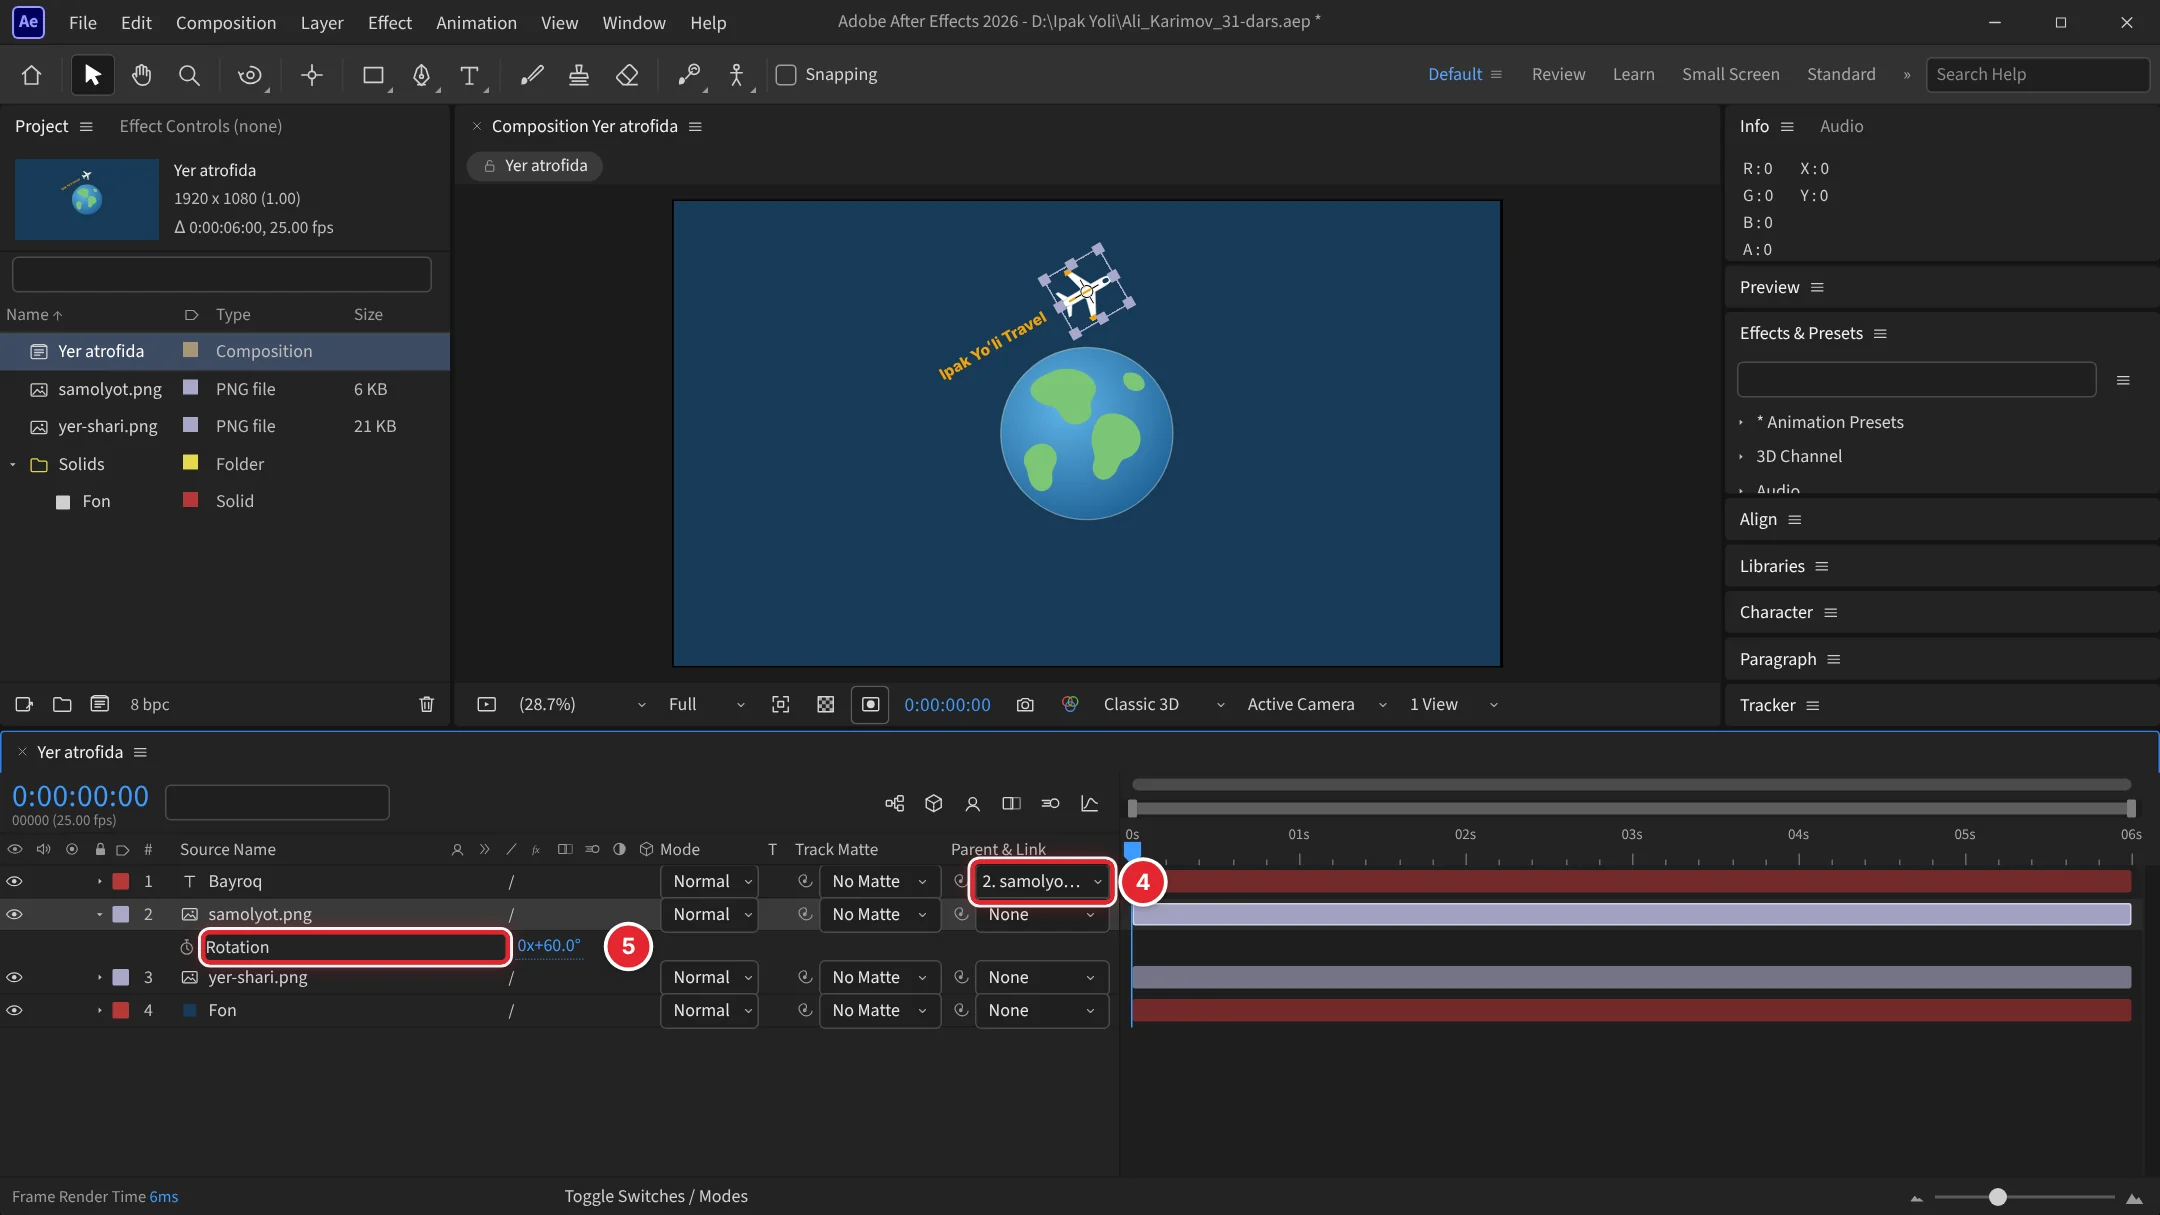 Ae File Edit Composition Layer Effect Animation View Window Help
Adobe After Effects 2026 - D:\Ipak Yoli\Ali_Karimov_31-dars.aep *
Snapping
Default Review Learn Small Screen Standard » Search Help
Project Effect Controls (none)
Yer atrofida
1920 x 1080 (1.00)
Δ 0:00:06:00, 25.00 fps
Name Type Size
Yer atrofida Composition
samolyot.png PNG file 6 KB
yer-shari.png PNG file 21 KB
Solids Folder
Fon Solid
8 bpc
Composition Yer atrofida
Yer atrofida
Ipak Yo‘li Travel
(28.7%) Full 0:00:00:00 Classic 3D Active Camera 1 View
Info Audio
R : 0 X : 0
G : 0 Y : 0
B : 0
A : 0
Preview
Effects & Presets
* Animation Presets
3D Channel
Audio
Align
Libraries
Character
Paragraph
Tracker
Yer atrofida
0:00:00:00
00000 (25.00 fps)
# Source Name fx Mode T Track Matte Parent & Link
0s 01s 02s 03s 04s 05s 06s
1 T Bayroq / Normal No Matte 2. samolyo... 4
2 samolyot.png / Normal No Matte None
Rotation 0x+60.0° 5
3 yer-shari.png / Normal No Matte None
4 Fon / Normal No Matte None
Frame Render Time 6ms
Toggle Switches / Modes